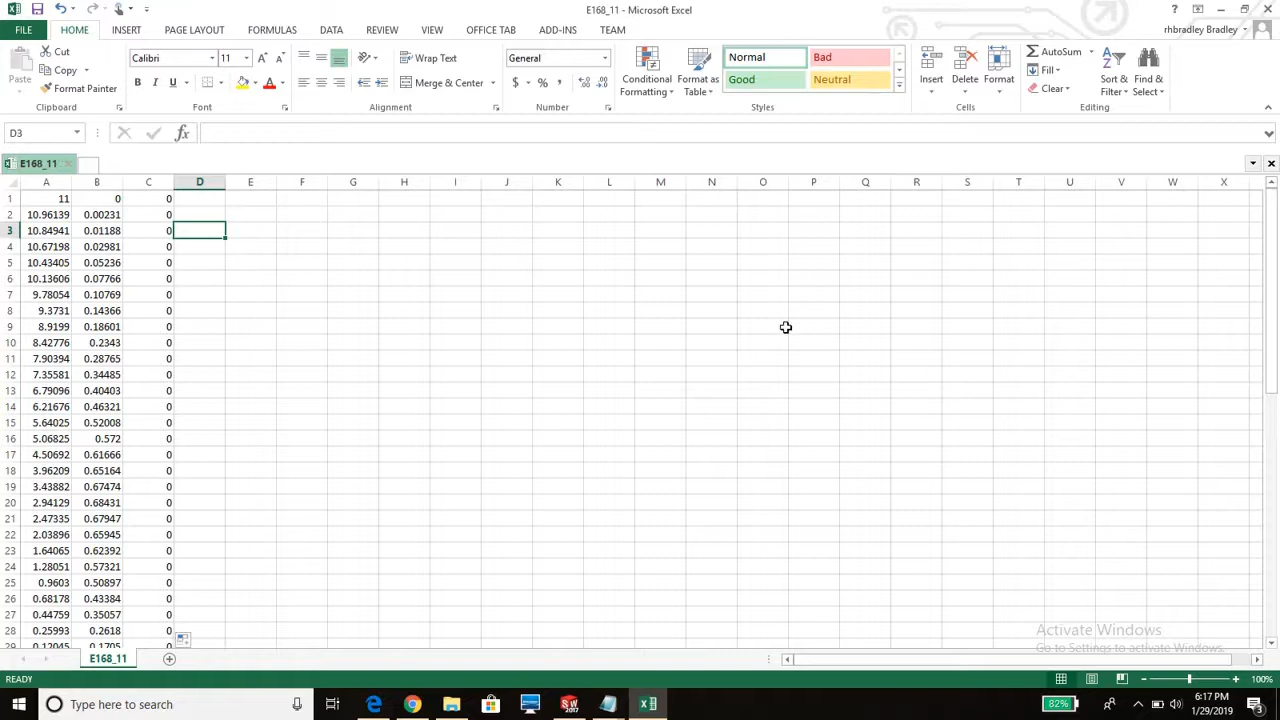 E168_11 - Microsoft Excel
FILE HOME INSERT PAGE LAYOUT FORMULAS DATA REVIEW VIEW OFFICE TAB ADD-INS TEAM rhbradley Bradley
Paste Cut Copy Format Painter Clipboard
Calibri 11 B I U Font
Wrap Text Merge & Center Alignment
General $ % Number
Conditional Formatting Format as Table Normal Bad Good Neutral Styles
Insert Delete Format Cells
AutoSum Fill Clear Sort & Filter Find & Select Editing
D3 fx
E168_11
A B C D E F G H I J K L M N O P Q R S T U V W X
1 11 0 0
2 10.96139 0.00231 0
3 10.84941 0.01188 0
4 10.67198 0.02981 0
5 10.43405 0.05236 0
6 10.13606 0.07766 0
7 9.78054 0.10769 0
8 9.3731 0.14366 0
9 8.9199 0.18601 0
10 8.42776 0.2343 0
11 7.90394 0.28765 0
12 7.35581 0.34485 0
13 6.79096 0.40403 0
14 6.21676 0.46321 0
15 5.64025 0.52008 0
16 5.06825 0.572 0
17 4.50692 0.61666 0
18 3.96209 0.65164 0
19 3.43882 0.67474 0
20 2.94129 0.68431 0
21 2.47335 0.67947 0
22 2.03896 0.65945 0
23 1.64065 0.62392 0
24 1.28051 0.57321 0
25 0.9603 0.50897 0
26 0.68178 0.43384 0
27 0.44759 0.35057 0
28 0.25993 0.2618 0
29 0.12045 0.1705 0
Activate Windows
Go to Settings to activate Windows.
E168_11
READY 100%
Type here to search 82% 6:17 PM
1/29/2019